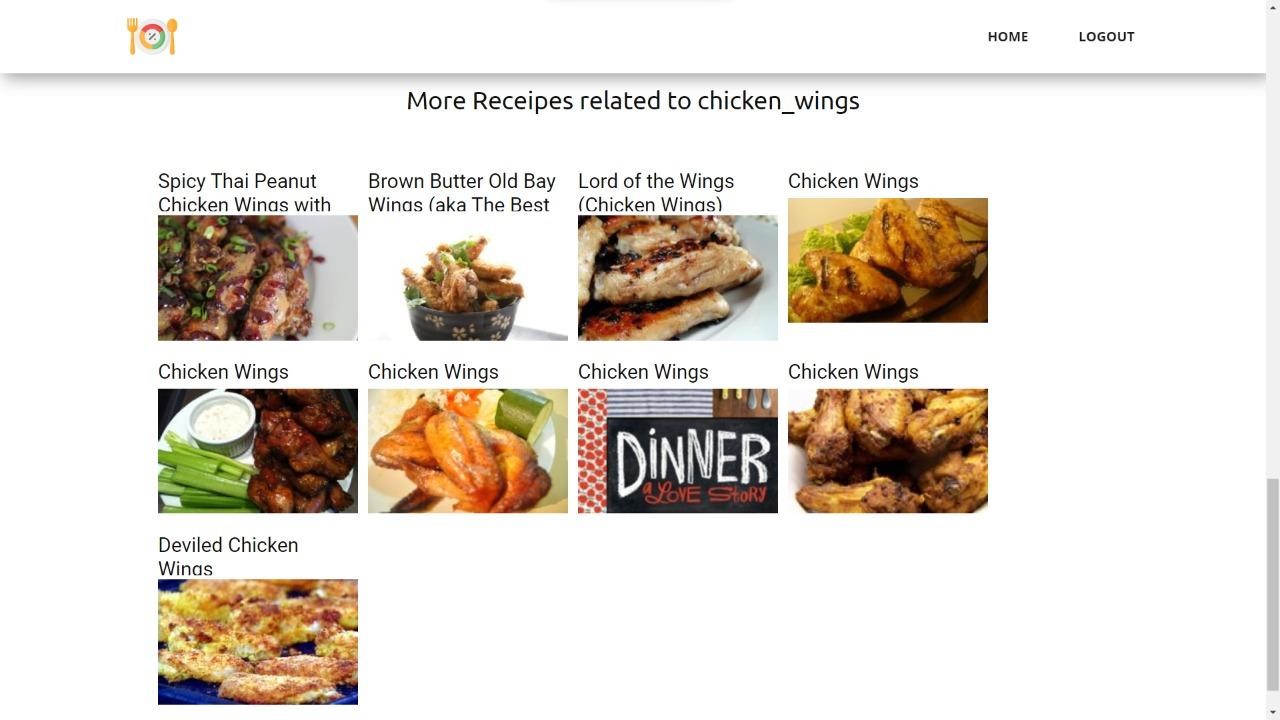 HOME
LOGOUT
More Receipes related to chicken_wings
Spicy Thai Peanut
Chicken Wings with
Brown Butter Old Bay
Wings (aka The Best
Lord of the Wings
(Chicken Wings)
Chicken Wings
Chicken Wings
Chicken Wings
Chicken Wings
DiNNER
a LOVE StoRY
Chicken Wings
Deviled Chicken
Wings